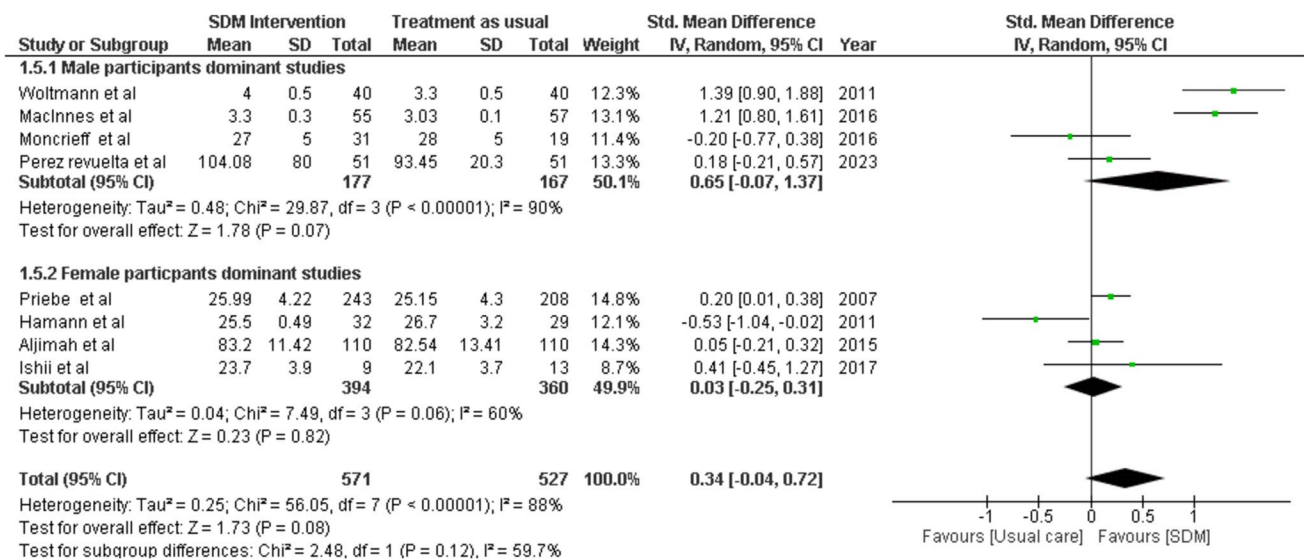 SDM Intervention Treatment as usual Std. Mean Difference Std. Mean Difference
Study or Subgroup Mean SD Total Mean SD Total Weight IV, Random, 95% CI Year IV, Random, 95% CI
1.5.1 Male participants dominant studies
Woltmann et al 4 0.5 40 3.3 0.5 40 12.3% 1.39 [0.90, 1.88] 2011
MacInnes et al 3.3 0.3 55 3.03 0.1 57 13.1% 1.21 [0.80, 1.61] 2016
Moncrieff et al 27 5 31 28 5 19 11.4% -0.20 [-0.77, 0.38] 2016
Perez revuelta et al 104.08 80 51 93.45 20.3 51 13.3% 0.18 [-0.21, 0.57] 2023
Subtotal (95% CI) 177 167 50.1% 0.65 [-0.07, 1.37]
Heterogeneity: Tau² = 0.48; Chi² = 29.87, df = 3 (P < 0.00001); I² = 90%
Test for overall effect: Z = 1.78 (P = 0.07)
1.5.2 Female particpants dominant studies
Priebe et al 25.99 4.22 243 25.15 4.3 208 14.8% 0.20 [0.01, 0.38] 2007
Hamann et al 25.5 0.49 32 26.7 3.2 29 12.1% -0.53 [-1.04, -0.02] 2011
Aljimah et al 83.2 11.42 110 82.54 13.41 110 14.3% 0.05 [-0.21, 0.32] 2015
Ishii et al 23.7 3.9 9 22.1 3.7 13 8.7% 0.41 [-0.45, 1.27] 2017
Subtotal (95% CI) 394 360 49.9% 0.03 [-0.25, 0.31]
Heterogeneity: Tau² = 0.04; Chi² = 7.49, df = 3 (P = 0.06); I² = 60%
Test for overall effect: Z = 0.23 (P = 0.82)
Total (95% CI) 571 527 100.0% 0.34 [-0.04, 0.72]
Heterogeneity: Tau² = 0.25; Chi² = 56.05, df = 7 (P < 0.00001); I² = 88%
Test for overall effect: Z = 1.73 (P = 0.08)
Test for subgroup differences: Chi² = 2.48, df = 1 (P = 0.12), I² = 59.7%
-1 -0.5 0 0.5 1
Favours [Usual care] Favours [SDM]